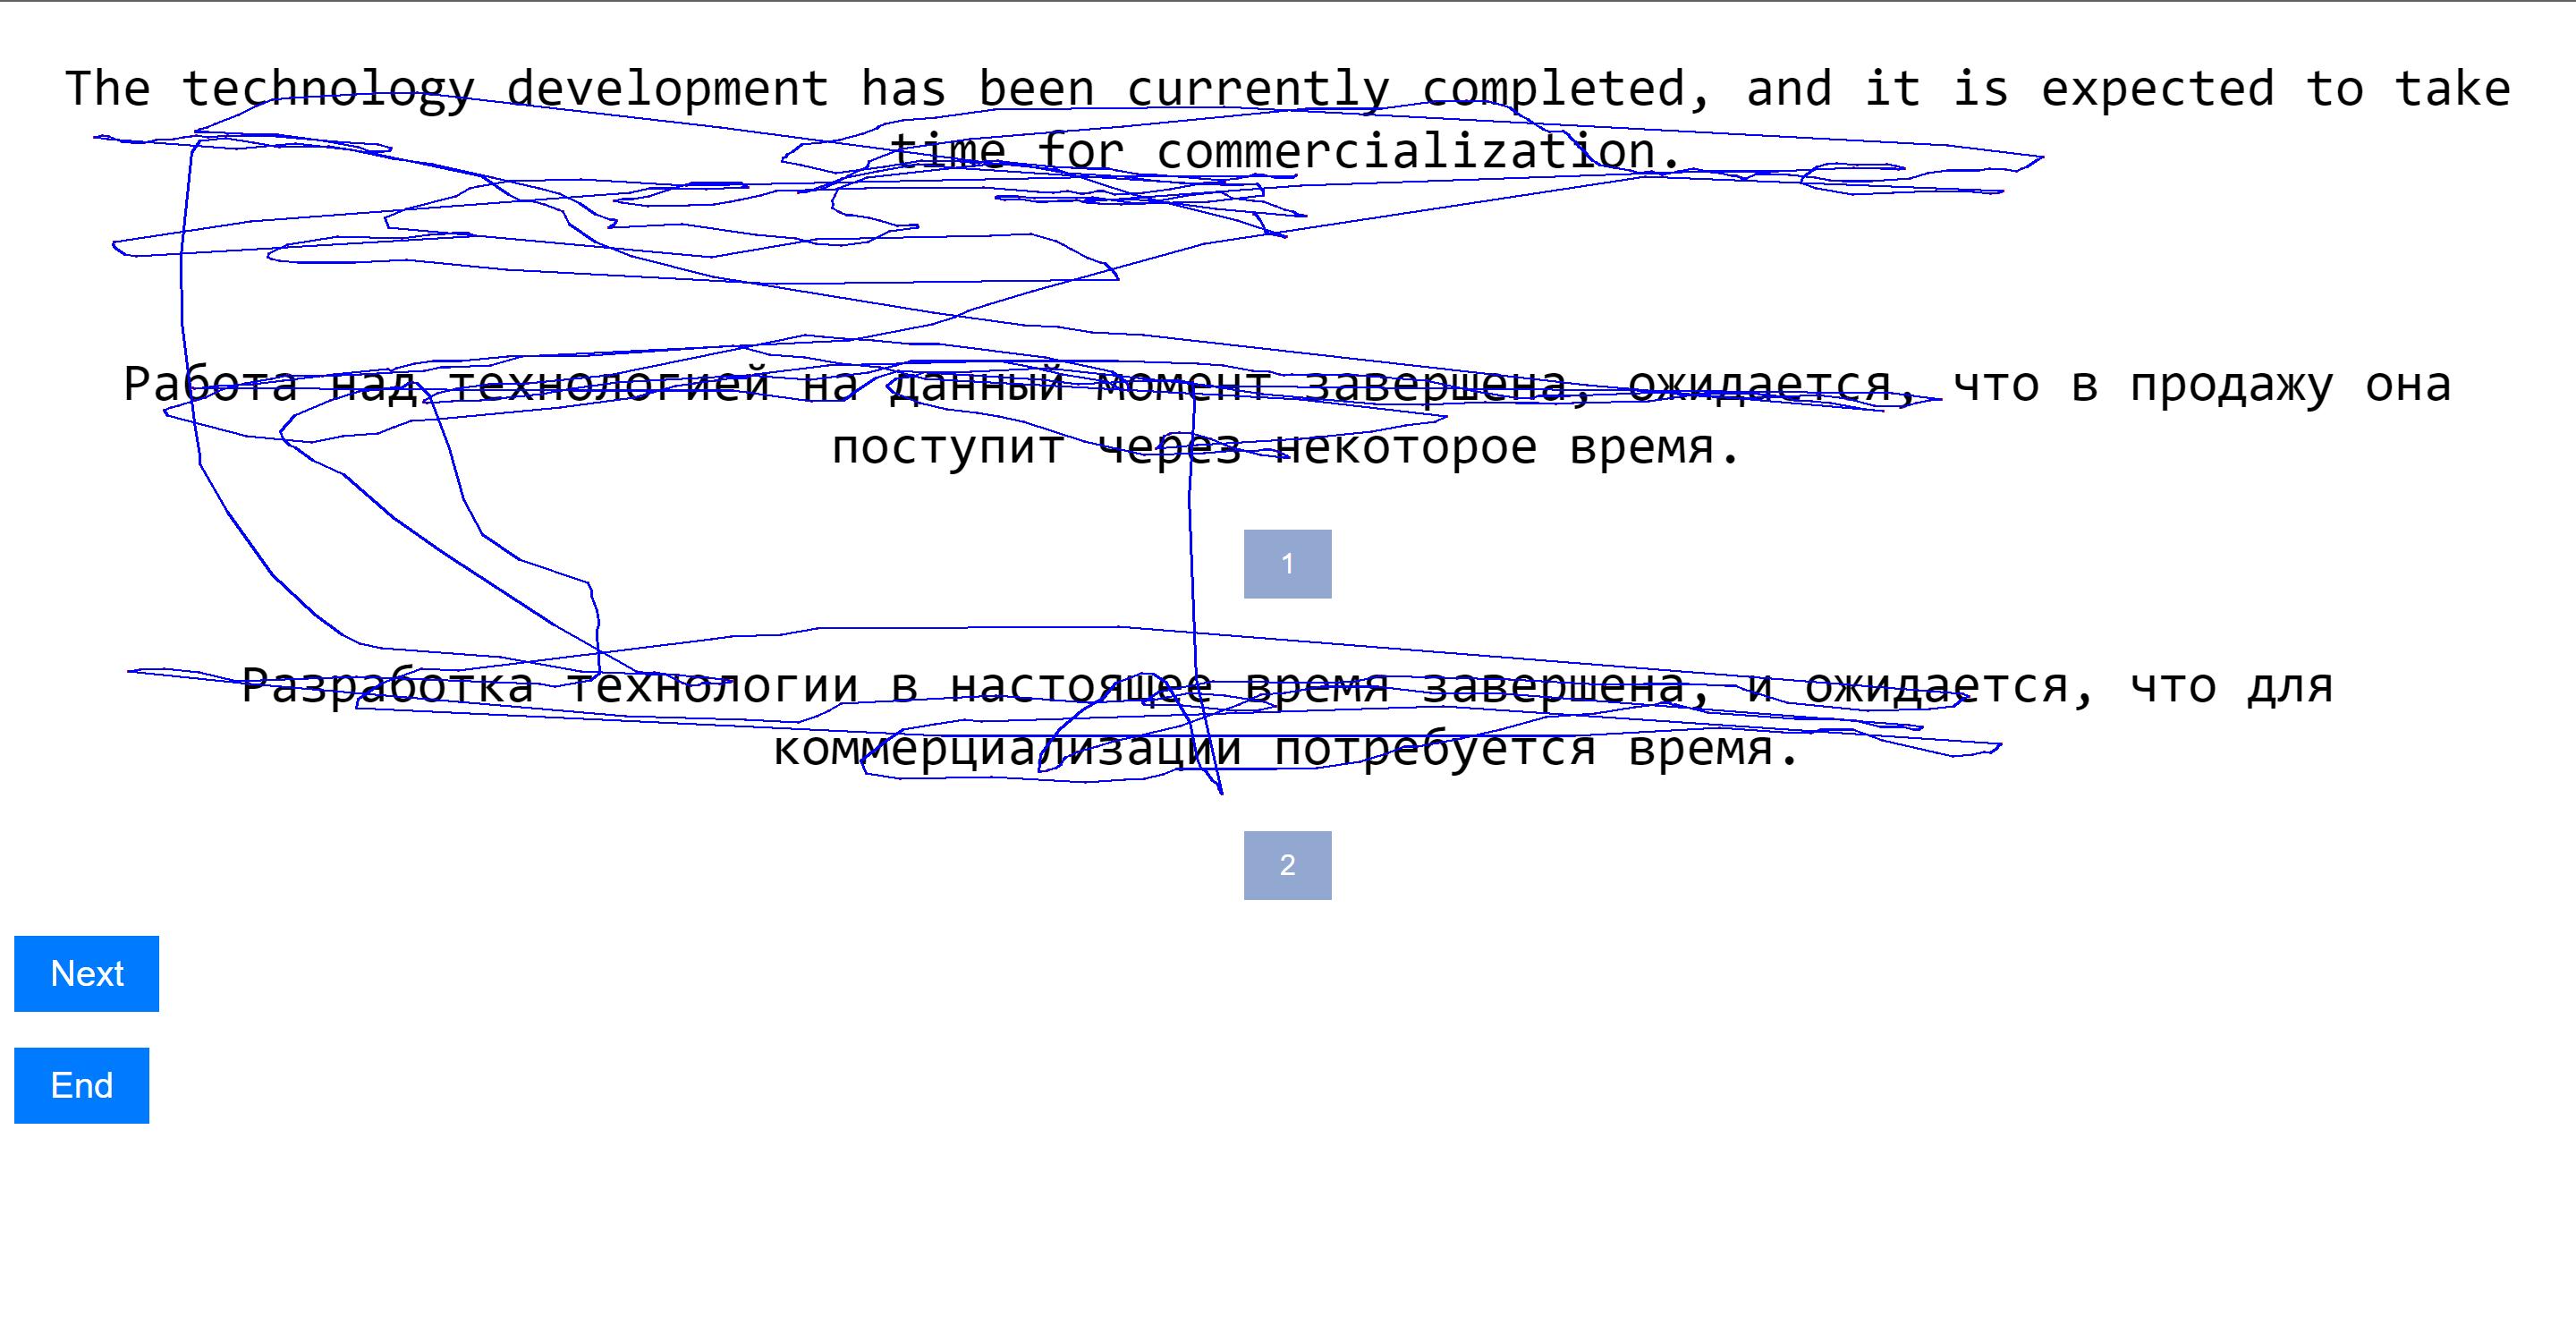 The technology development has been currently completed, and it is expected to take
time for commercialization.
Работа над технологией на данный момент завершена, ожидается, что в продажу она
поступит через некоторое время.
1
Разработка технологии в настоящее время завершена, и ожидается, что для
коммерциализации потребуется время.
2
Next
End